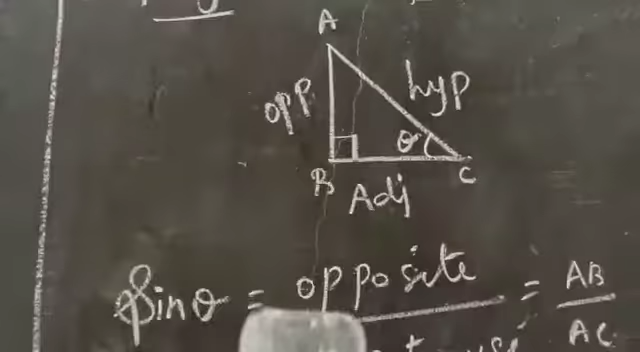 A
opp
hyp
θ
B
C
Adj
Sinθ = opposite = AB
AC